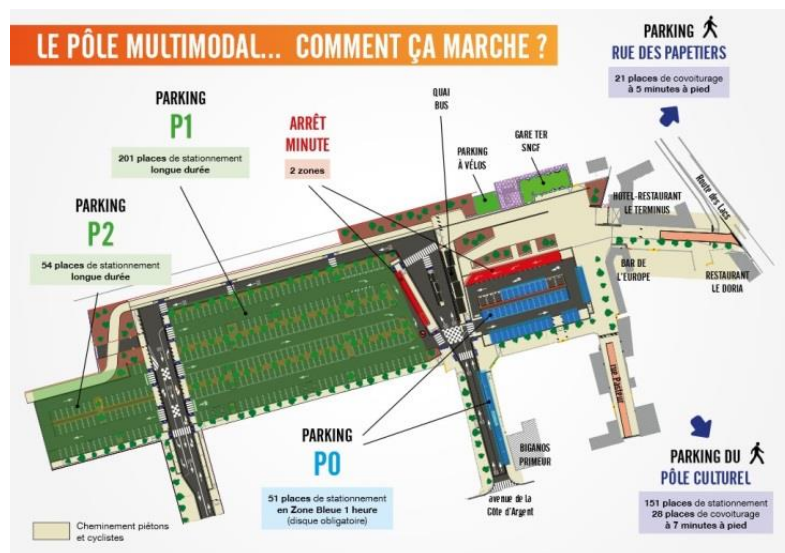 LE PÔLE MULTIMODAL... COMMENT ÇA MARCHE ?
PARKING
RUE DES PAPETIERS
21 places de covoiturage
à 5 minutes à pied
PARKING
P1
201 places de stationnement
longue durée
ARRÊT
MINUTE
2 zones
QUAI
BUS
PARKING
À VÉLOS
GARE TER
SNCF
Route des Lacs
HÔTEL-RESTAURANT
LE TERMINUS
PARKING
P2
54 places de stationnement
longue durée
BAR DE
L'EUROPE
RESTAURANT
LE DORIA
rue Pasteur
PARKING
P0
51 places de stationnement
en Zone Bleue 1 heure
(disque obligatoire)
BIGANOS
PRIMEUR
avenue de la
Côte d'Argent
PARKING DU
PÔLE CULTUREL
151 places de stationnement
28 places de covoiturage
à 7 minutes à pied
Cheminement piétons
et cyclistes